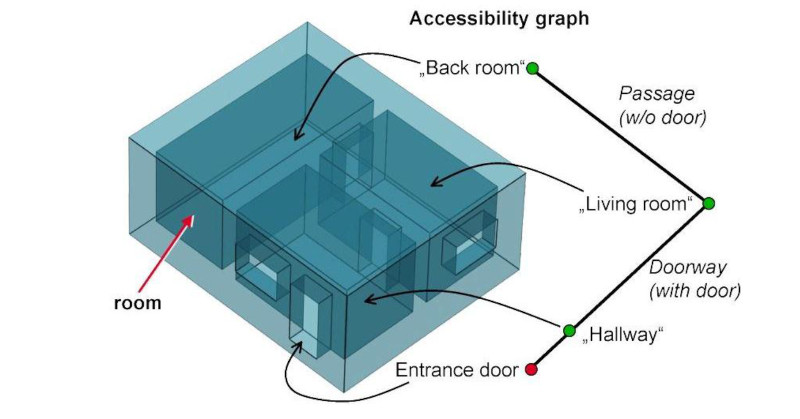 Accessibility graph
„Back room“
Passage
(w/o door)
„Living room“
Doorway
(with door)
room
„Hallway“
Entrance door